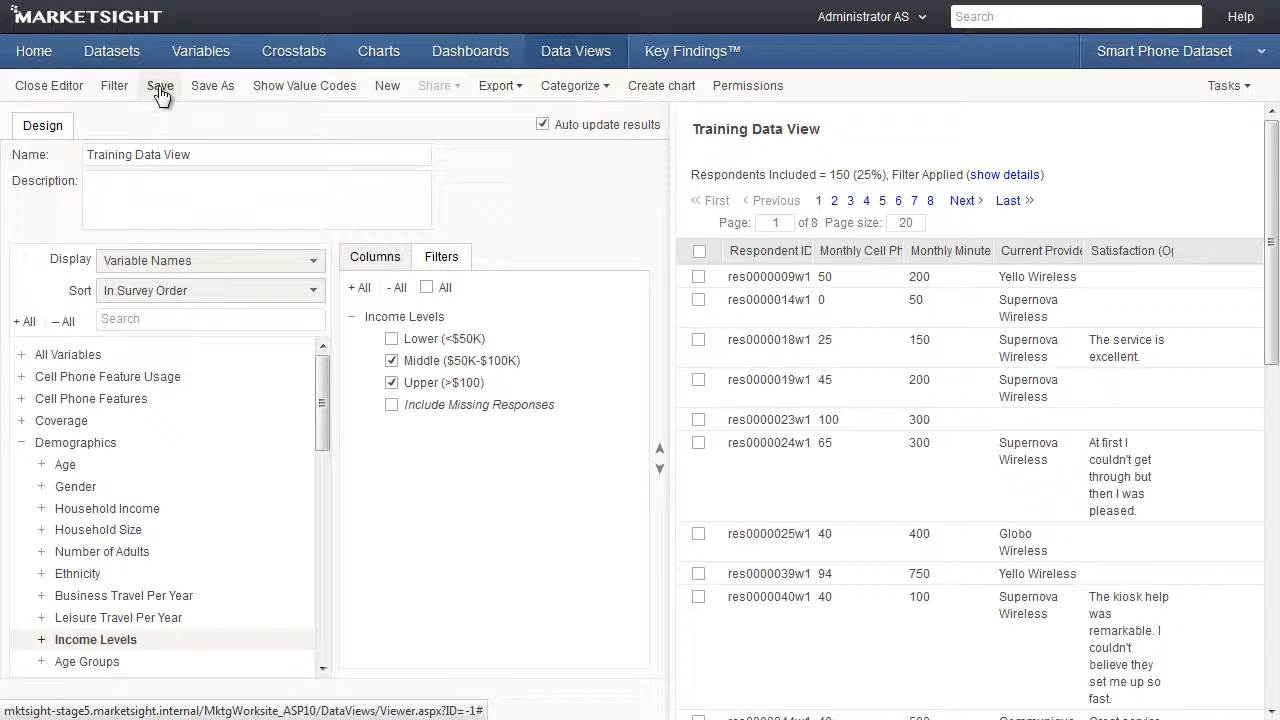 MARKETSIGHT
Administrator AS
Search
Help
Home
Datasets
Variables
Crosstabs
Charts
Dashboards
Data Views
Key Findings™
Smart Phone Dataset
Close Editor
Filter
Save
Save As
Show Value Codes
New
Share
Export
Categorize
Create chart
Permissions
Tasks
Design
Auto update results
Name:
Training Data View
Description:
Display
Variable Names
Sort
In Survey Order
+ All
– All
Search
All Variables
Cell Phone Feature Usage
Cell Phone Features
Coverage
Demographics
Age
Gender
Household Income
Household Size
Number of Adults
Ethnicity
Business Travel Per Year
Leisure Travel Per Year
Income Levels
Age Groups
Columns
Filters
+ All
- All
All
Income Levels
Lower (<$50K)
Middle ($50K-$100K)
Upper (>$100)
Include Missing Responses
Training Data View
Respondents Included = 150 (25%), Filter Applied (show details)
First Previous 1 2 3 4 5 6 7 8 Next Last
Page: 1 of 8 Page size: 20
Respondent ID Monthly Cell Ph Monthly Minute Current Provide Satisfaction (Op
res0000009w1 50 200 Yello Wireless
res0000014w1 0 50 Supernova
Wireless
res0000018w1 25 150 Supernova The service is
Wireless excellent.
res0000019w1 45 200 Supernova
Wireless
res0000023w1 100 300
res0000024w1 65 300 Supernova At first I
Wireless couldn't get
through but
then I was
pleased.
res0000025w1 40 400 Globo
Wireless
res0000039w1 94 750 Yello Wireless
res0000040w1 40 100 Supernova The kiosk help
Wireless was
remarkable. I
couldn't
believe they
set me up so
fast.
mktsight-stage5.marketsight.internal/MktgWorksite_ASP10/DataViews/Viewer.aspx?ID=-1#